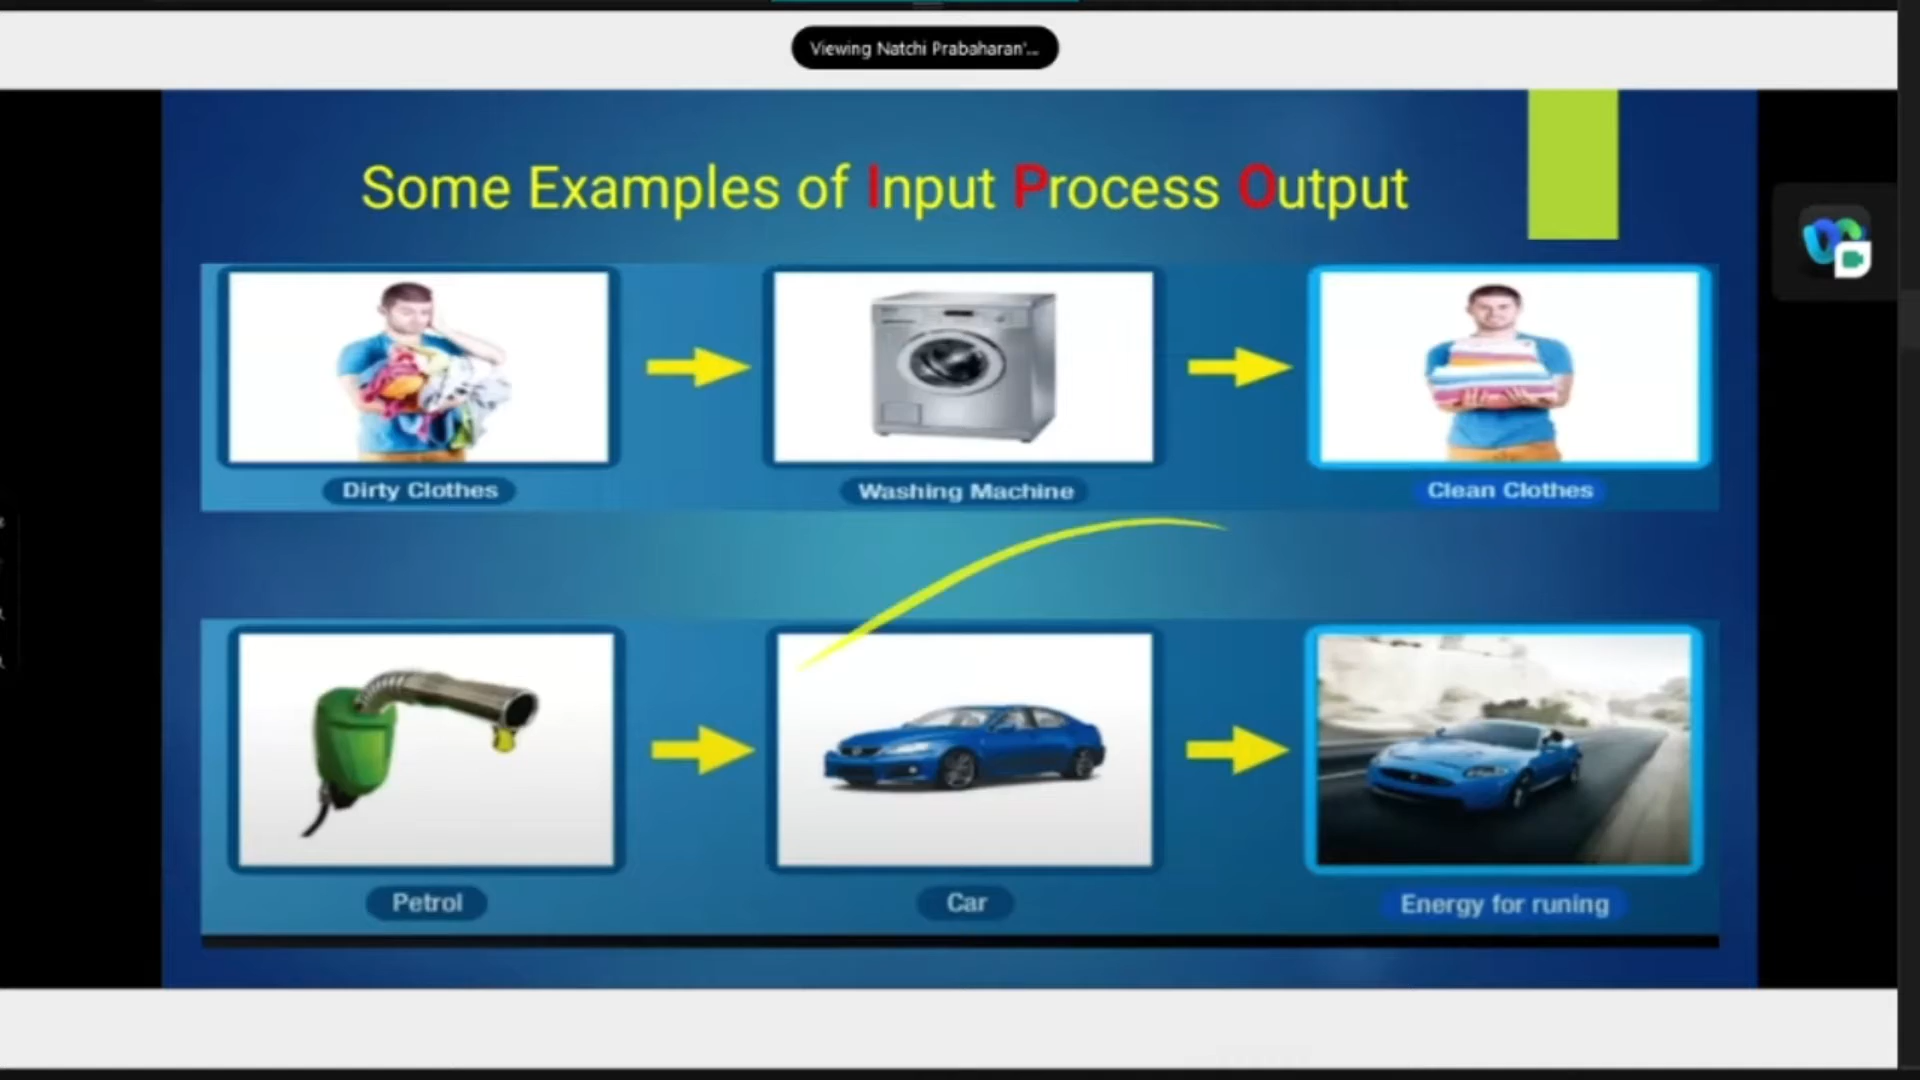 Viewing Natchi Prabaharan'...
Some Examples of Input Process Output
Dirty Clothes
Washing Machine
Clean Clothes
Petrol
Car
Energy for runing